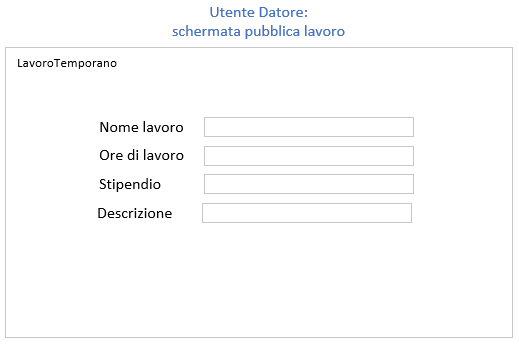 Utente Datore:
schermata pubblica lavoro
LavoroTemporano
Nome lavoro
Ore di lavoro
Stipendio
Descrizione